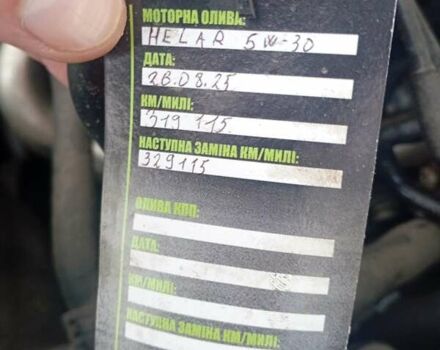 МОТОРНА ОЛИВА:
HELAR 5W-30
ДАТА:
28.08.25
КМ/МИЛІ:
319 115
НАСТУПНА ЗАМІНА КМ/МИЛІ:
329115
ОЛИВА КПП:
ДАТА:
КМ/МИЛІ:
НАСТУПНА ЗАМІНА КМ/МИЛІ: